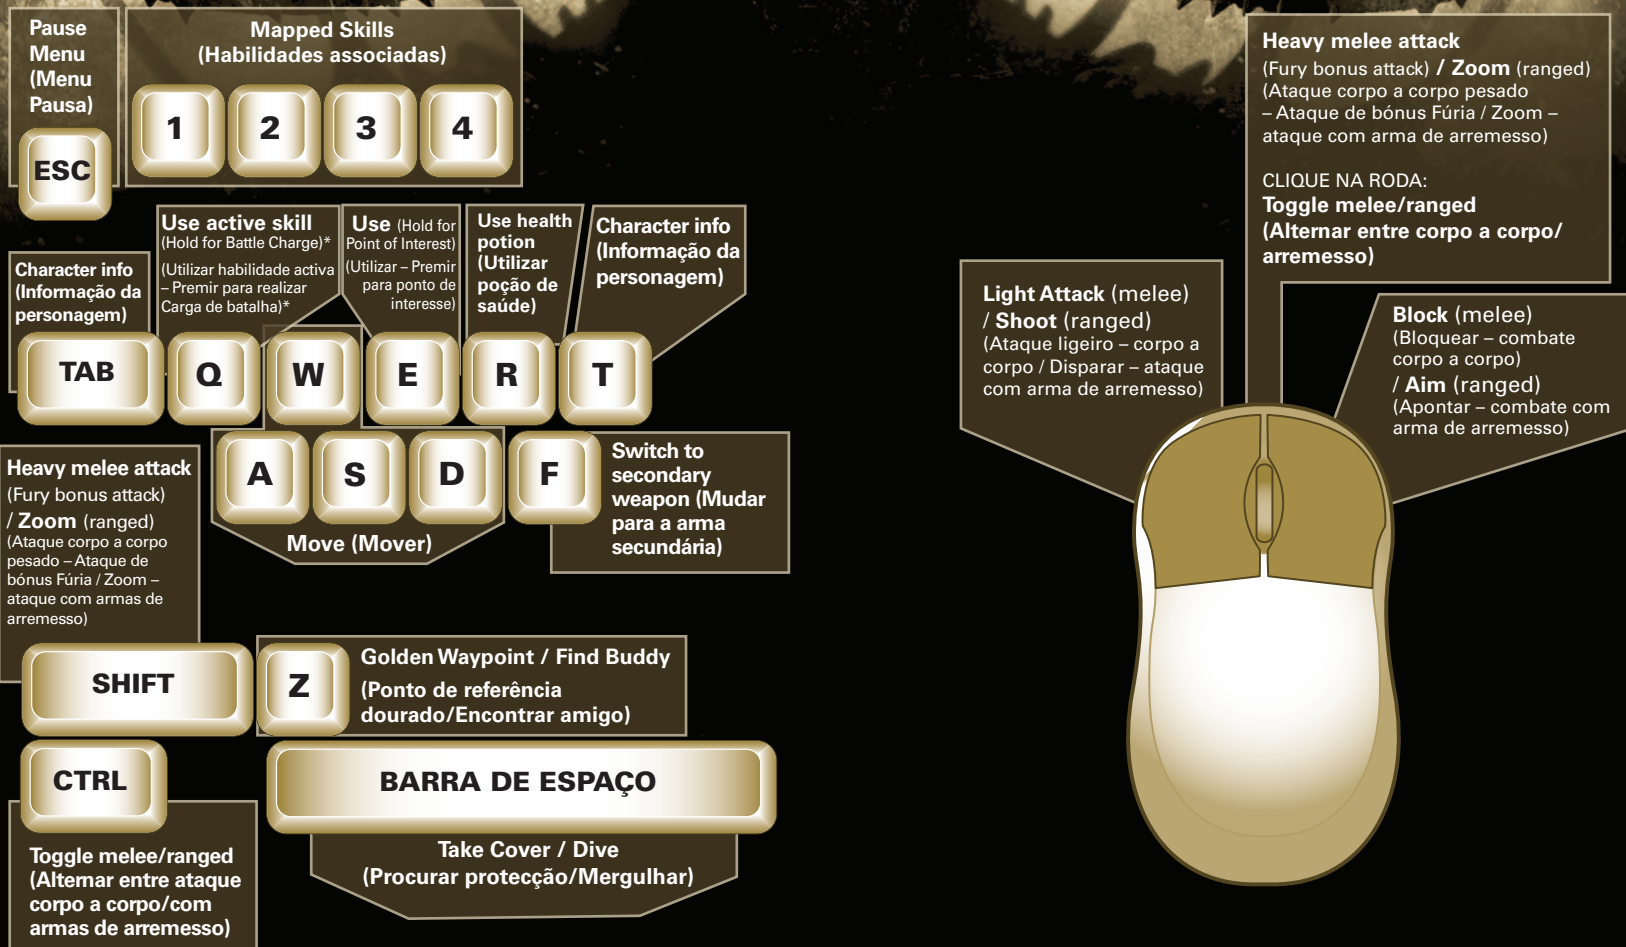 Pause
Menu
(Menu
Pausa)
ESC
Mapped Skills
(Habilidades associadas)
1
2
3
4
Character info
(Informação da
personagem)
TAB
Use active skill
(Hold for Battle Charge)*
(Utilizar habilidade activa
– Premir para realizar
Carga de batalha)*
Q
W
Use (Hold for
Point of Interest)
(Utilizar – Premir
para ponto de
interesse)
E
Use health
potion
(Utilizar
poção de
saúde)
R
Character info
(Informação da
personagem)
T
A
S
D
Move (Mover)
F
Switch to
secondary
weapon (Mudar
para a arma
secundária)
Heavy melee attack
(Fury bonus attack)
/ Zoom (ranged)
(Ataque corpo a corpo
pesado – Ataque de
bónus Fúria / Zoom –
ataque com armas de
arremesso)
SHIFT
Z
Golden Waypoint / Find Buddy
(Ponto de referência
dourado/Encontrar amigo)
CTRL
Toggle melee/ranged
(Alternar entre ataque
corpo a corpo/com
armas de arremesso)
BARRA DE ESPAÇO
Take Cover / Dive
(Procurar protecção/Mergulhar)
Light Attack (melee)
/ Shoot (ranged)
(Ataque ligeiro – corpo a
corpo / Disparar – ataque
com arma de arremesso)
Heavy melee attack
(Fury bonus attack) / Zoom (ranged)
(Ataque corpo a corpo pesado
– Ataque de bónus Fúria / Zoom –
ataque com arma de arremesso)
CLIQUE NA RODA:
Toggle melee/ranged
(Alternar entre corpo a corpo/
arremesso)
Block (melee)
(Bloquear – combate
corpo a corpo)
/ Aim (ranged)
(Apontar – combate com
arma de arremesso)